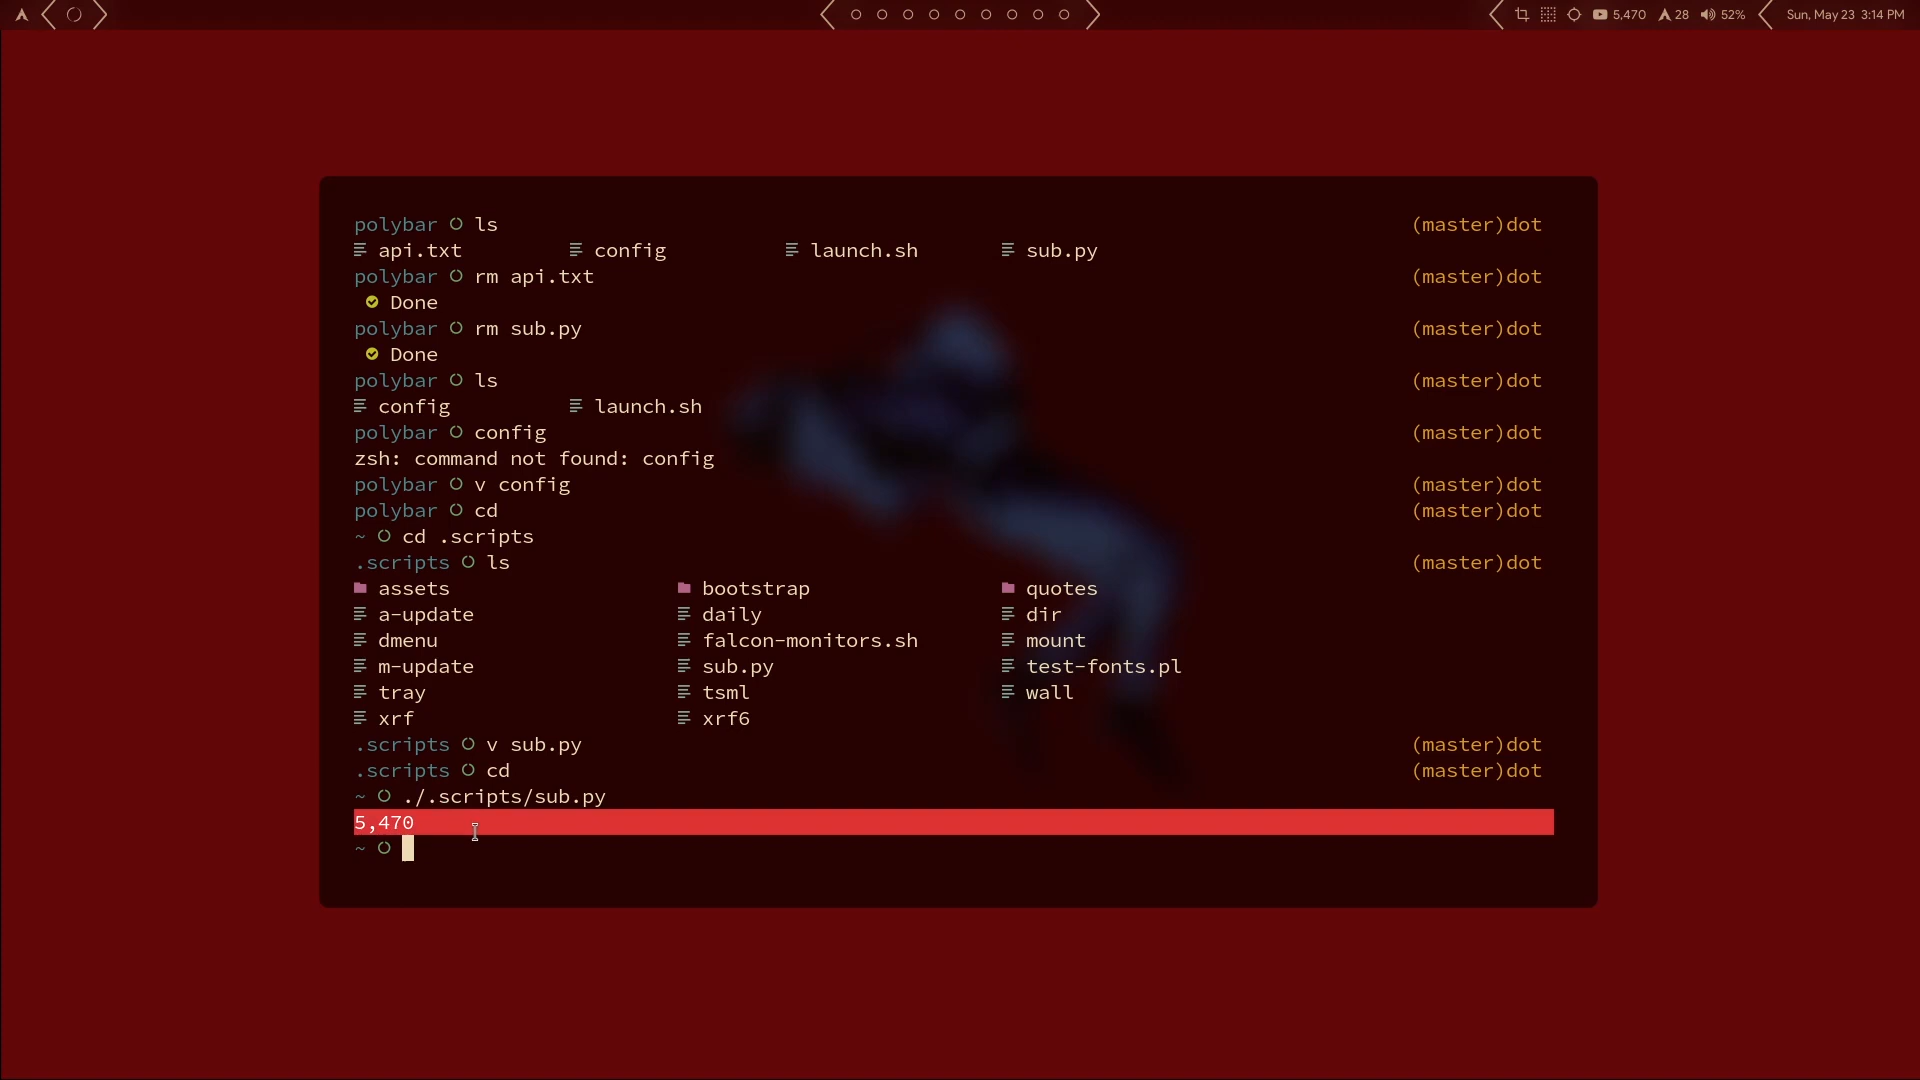 5,470 28 52% Sun, May 23 3:14 PM
polybar ls (master)dot
api.txt config launch.sh sub.py
polybar rm api.txt (master)dot
Done
polybar rm sub.py (master)dot
Done
polybar ls (master)dot
config launch.sh
polybar config (master)dot
zsh: command not found: config
polybar v config (master)dot
polybar cd (master)dot
~ cd .scripts
.scripts ls (master)dot
assets bootstrap quotes
a-update daily dir
dmenu falcon-monitors.sh mount
m-update sub.py test-fonts.pl
tray tsml wall
xrf xrf6
.scripts v sub.py (master)dot
.scripts cd (master)dot
~ ./.scripts/sub.py
5,470
~